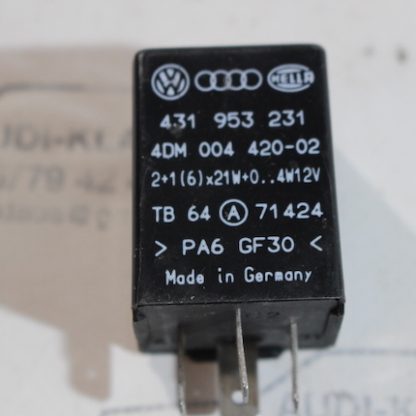 VW HELLA
431 953 231
4DM 004 420-02
2+1(6)x21W+0..4W12V
TB 64 A 71424
> PA6 GF30 <
Made in Germany